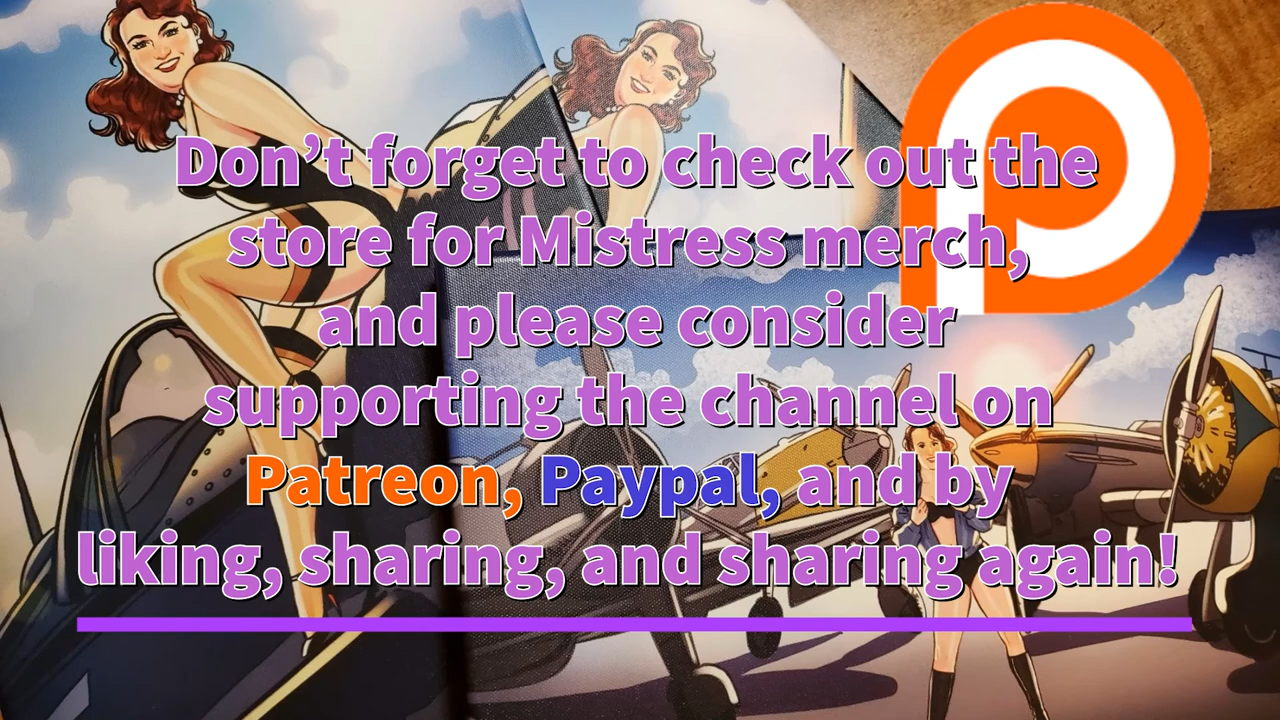 Don’t forget to check out the
store for Mistress merch,
and please consider
supporting the channel on
Patreon, Paypal, and by
liking, sharing, and sharing again!